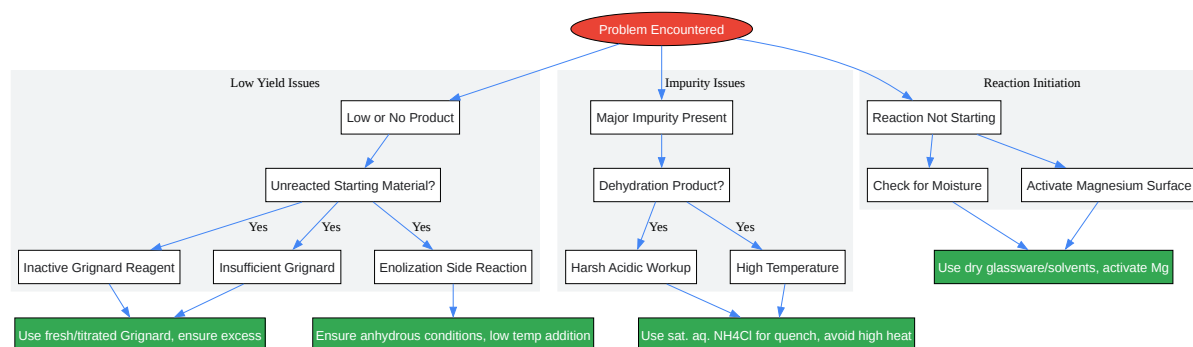 Problem Encountered
Low Yield Issues
Impurity Issues
Reaction Initiation
Low or No Product
Major Impurity Present
Reaction Not Starting
Unreacted Starting Material?
Dehydration Product?
Check for Moisture
Activate Magnesium Surface
Yes
Yes
Yes
Yes
Yes
Inactive Grignard Reagent
Insufficient Grignard
Enolization Side Reaction
Harsh Acidic Workup
High Temperature
Use dry glassware/solvents, activate Mg
Use fresh/titrated Grignard, ensure excess
Ensure anhydrous conditions, low temp addition
Use sat. aq. NH4Cl for quench, avoid high heat